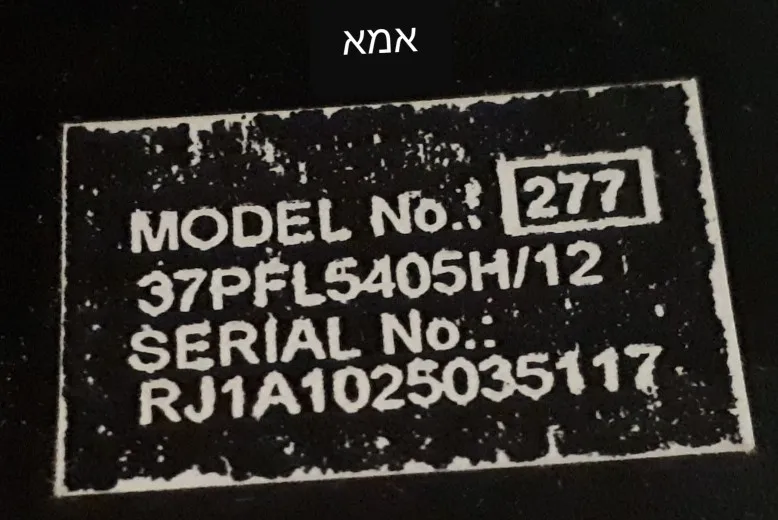 אמא
MODEL No.: 277
37PFL5405H/12
SERIAL No.:
RJ1A1025035117